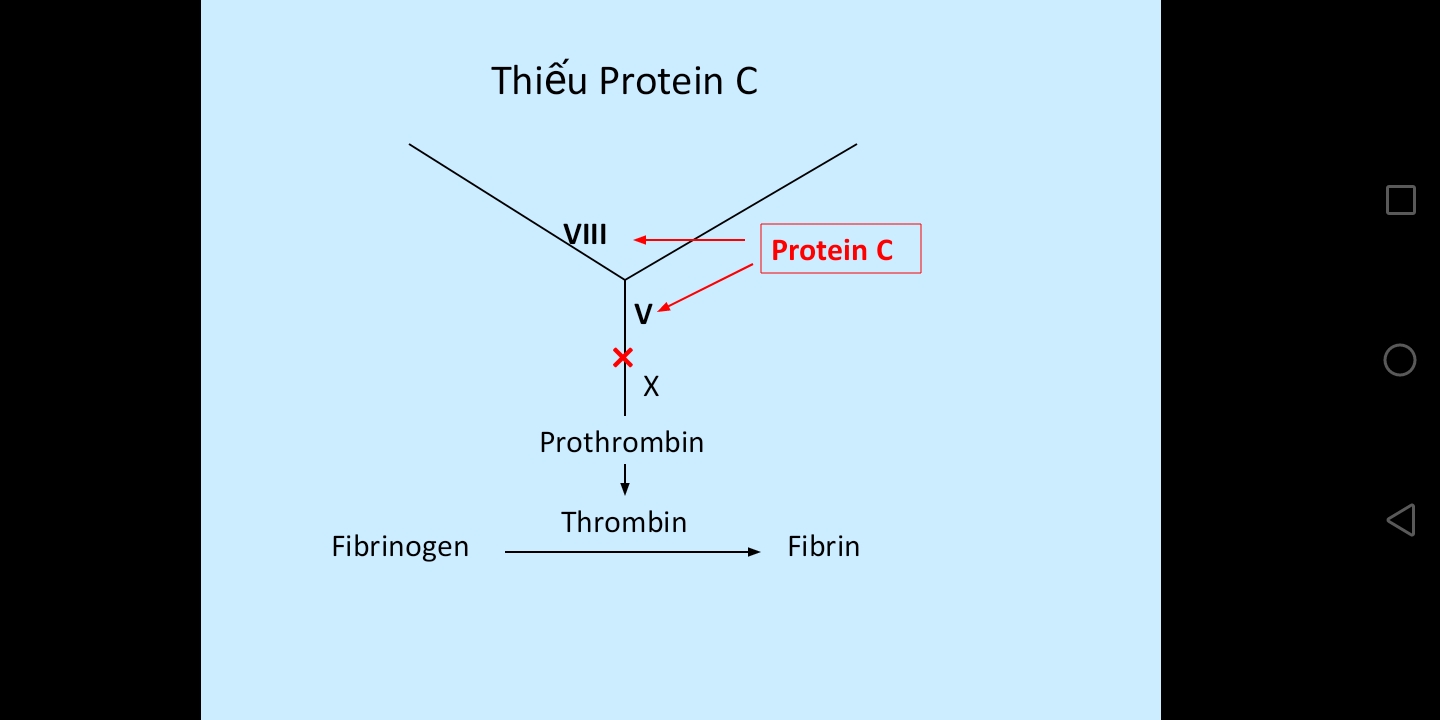 Thiếu Protein C
VIII
Protein C
V
X
Prothrombin
Thrombin
Fibrinogen
Fibrin